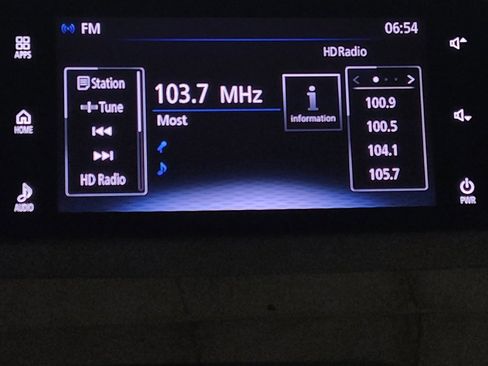 FM
06:54
HD Radio
APPS
HOME
AUDIO
Station
Tune
HD Radio
103.7 MHz
Most
i
information
100.9
100.5
104.1
105.7
PWR